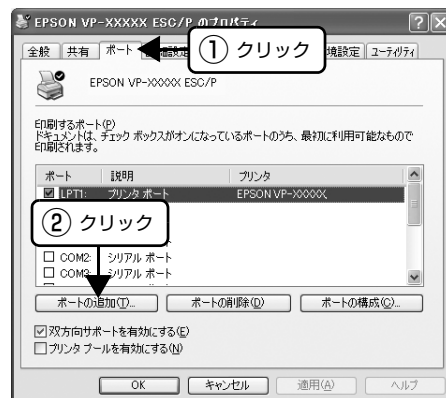 EPSON VP-XXXXX ESC/P のプロパティ
全般 共有 ポート 境設定 ユーティリティ
① クリック
EPSON VP-XXXXX ESC/P
印刷するポート(P)
ドキュメントは、チェック ボックスがオンになっているポートのうち、最初に利用可能なもので
印刷されます。
ポート 説明 プリンタ
LPT1: プリンタ ポート EPSON VP-XXXXX,
② クリック
COM2: シリアル ポート
COM3: シリアル ポート
ポートの追加(T)... ポートの削除(D) ポートの構成(C)...
双方向サポートを有効にする(E)
プリンタ プールを有効にする(N)
OK キャンセル 適用(A) ヘルプ